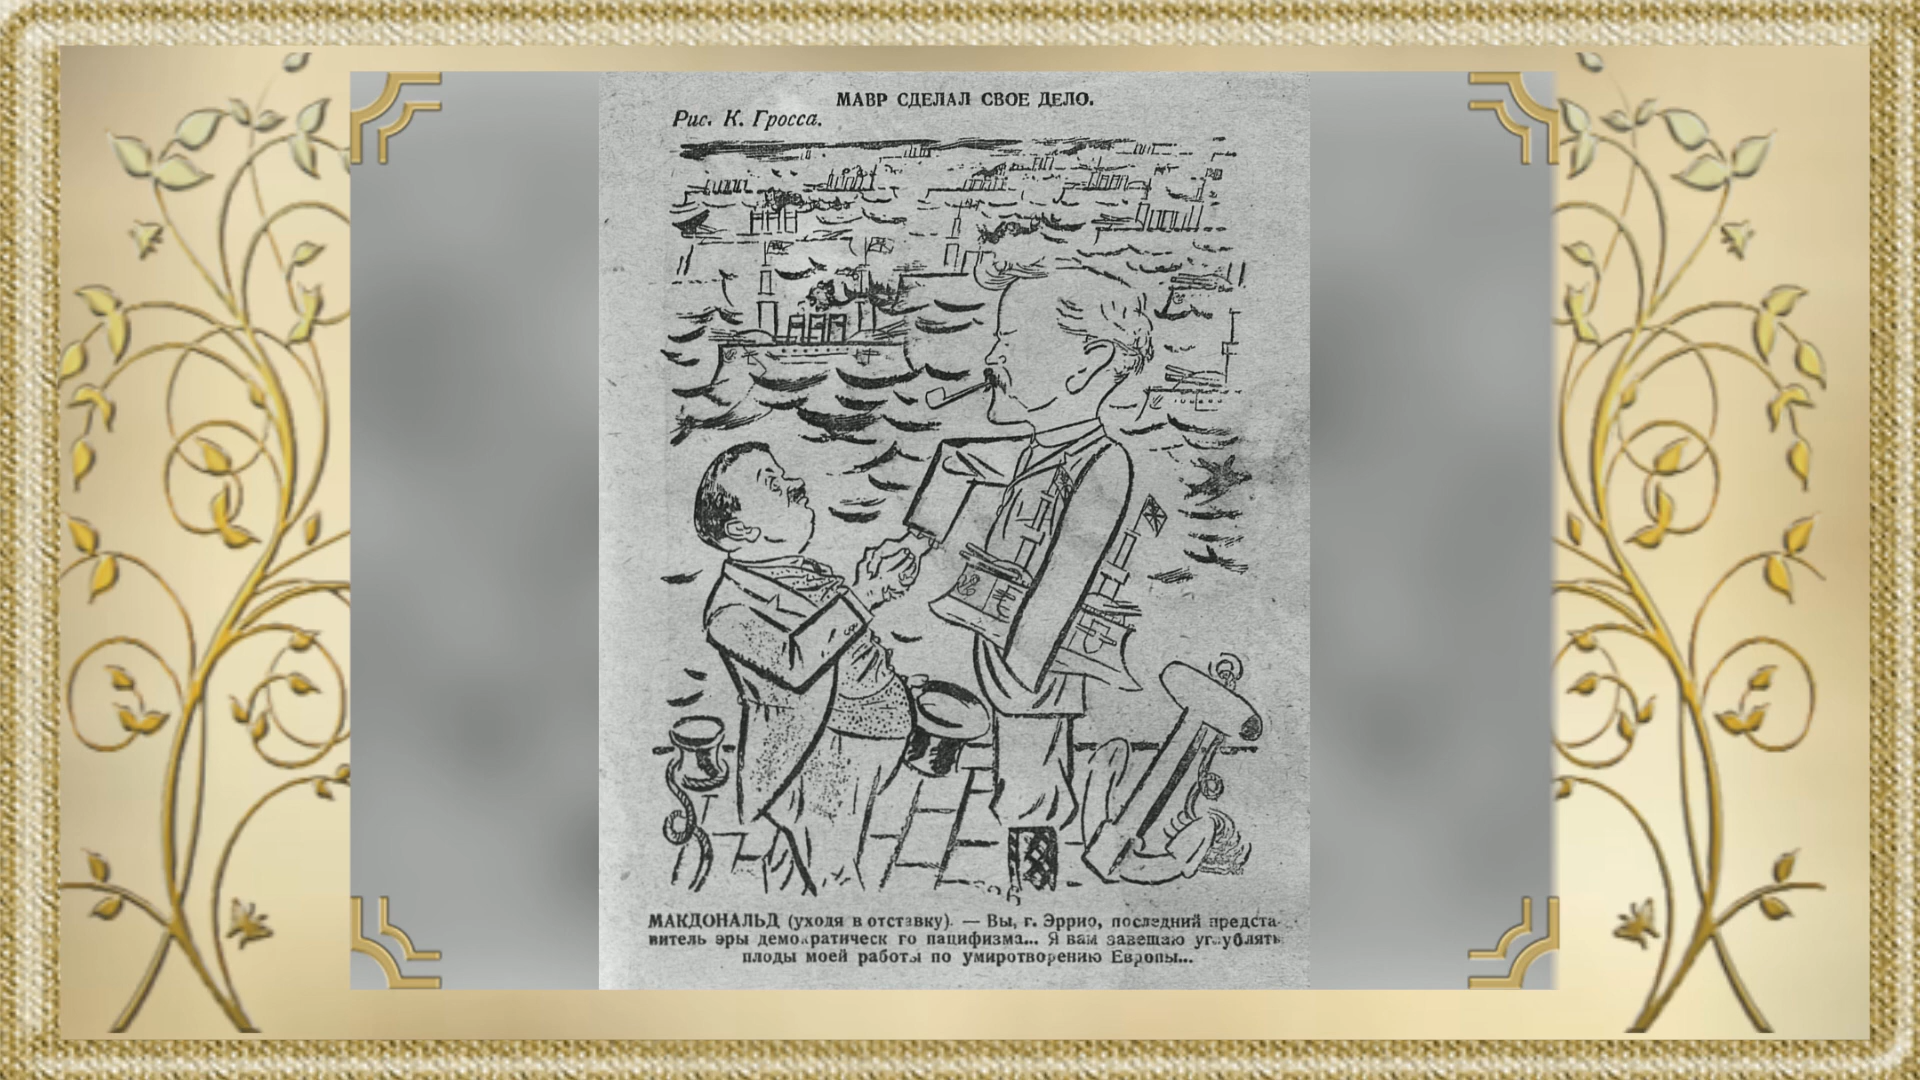 МАВР СДЕЛАЛ СВОЕ ДЕЛО.
Рис. К. Гросса.
МАКДОНАЛЬД (уходя в отставку). — Вы, г. Эррио, последний предста-
витель эры демократическ го пацифизма... Я вам завещаю углублять
плоды моей работы по умиротворению Европы...